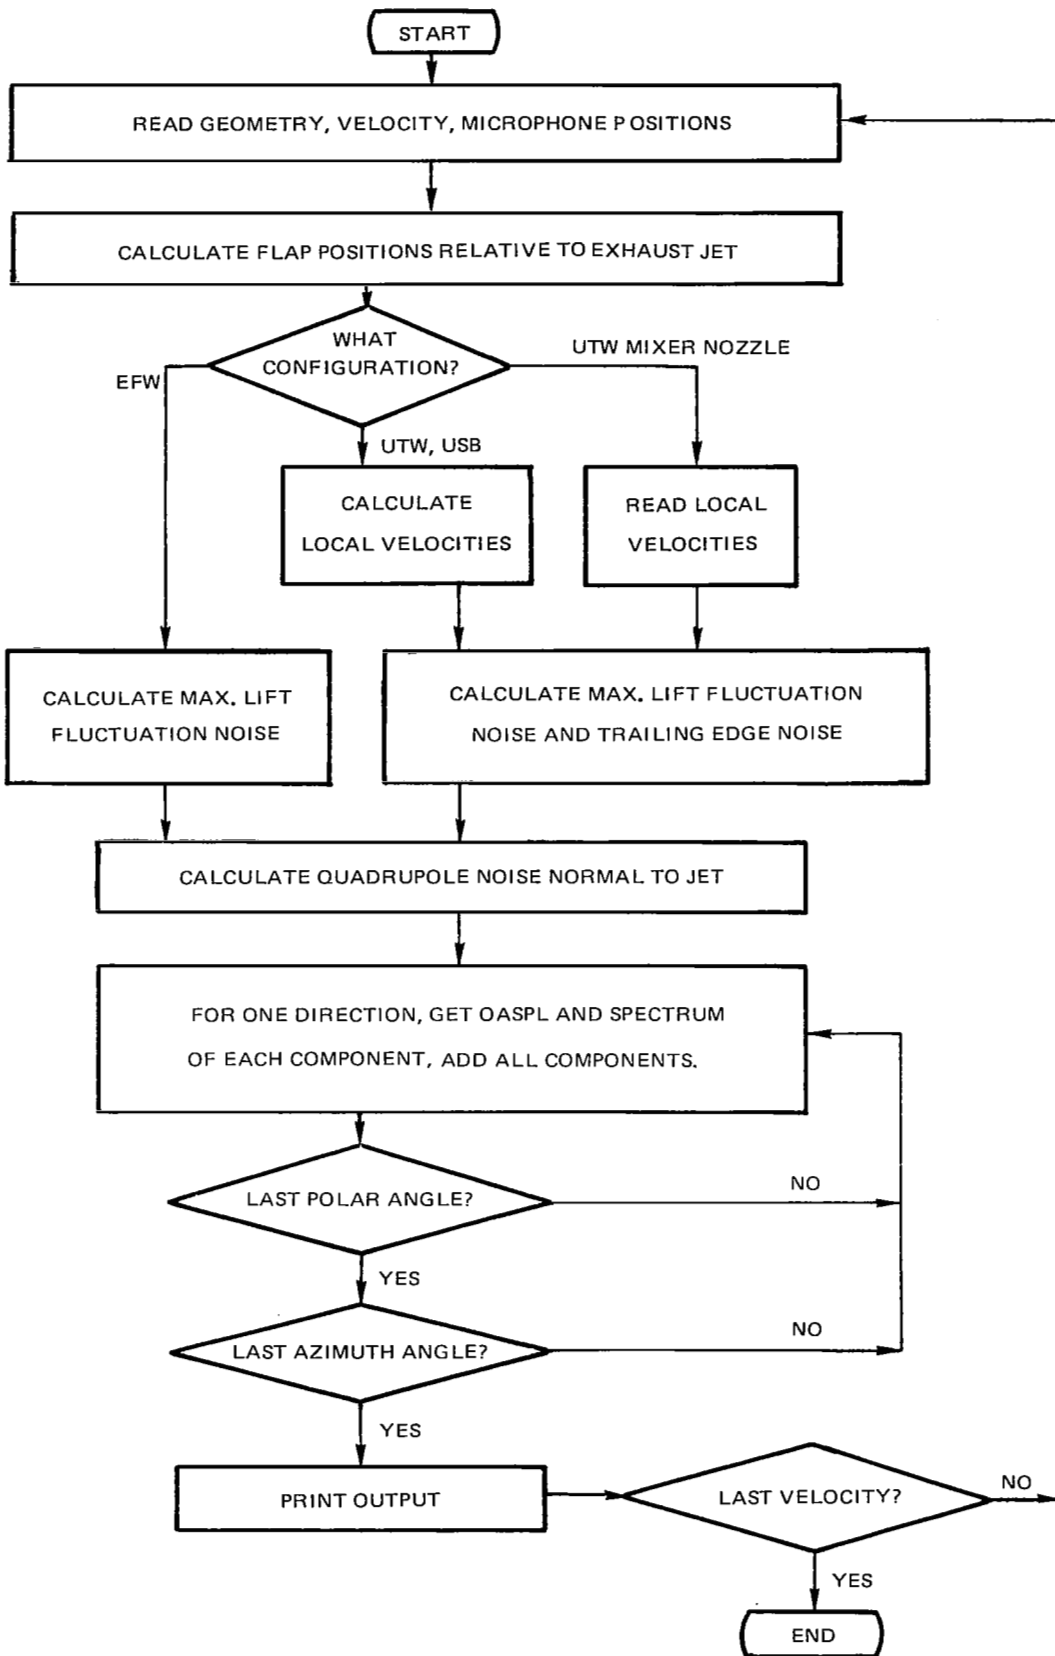 START
READ GEOMETRY, VELOCITY, MICROPHONE POSITIONS
CALCULATE FLAP POSITIONS RELATIVE TO EXHAUST JET
WHAT
CONFIGURATION?
UTW MIXER NOZZLE
EFW
UTW, USB
CALCULATE
LOCAL VELOCITIES
READ LOCAL
VELOCITIES
CALCULATE MAX. LIFT
FLUCTUATION NOISE
CALCULATE MAX. LIFT FLUCTUATION
NOISE AND TRAILING EDGE NOISE
CALCULATE QUADRUPOLE NOISE NORMAL TO JET
FOR ONE DIRECTION, GET OASPL AND SPECTRUM
OF EACH COMPONENT, ADD ALL COMPONENTS.
LAST POLAR ANGLE?
NO
YES
LAST AZIMUTH ANGLE?
NO
YES
PRINT OUTPUT
LAST VELOCITY?
NO
YES
END